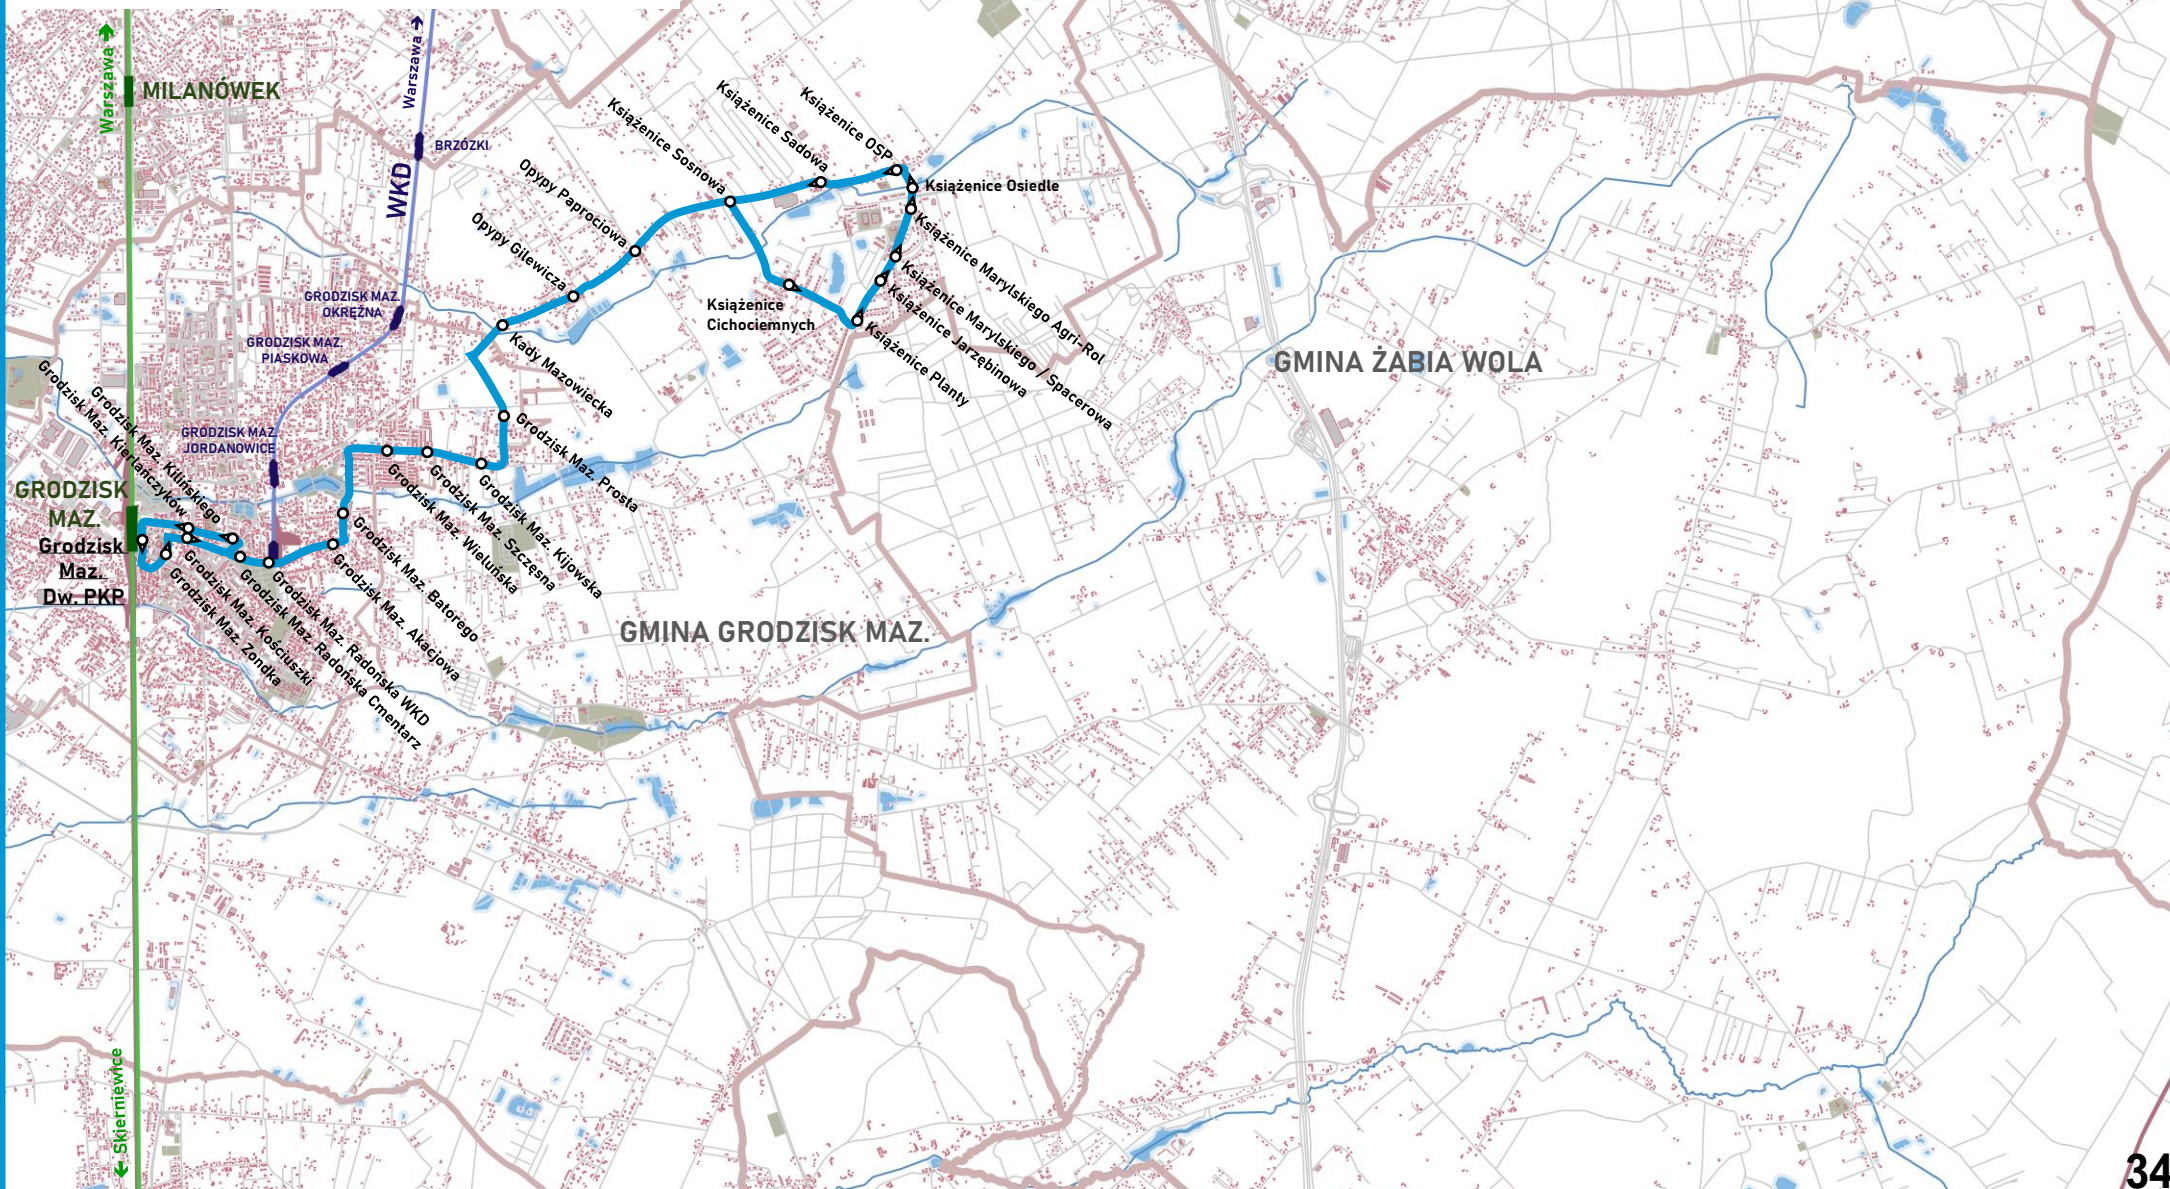 Warszawa →
MILANÓWEK
Warszawa →
WKD
BRZÓZKI
Książenice Sosnowa
Książenice Sadowa
Książenice OSP
Książenice Osiedle
Opypy Paprociowa
Opypy Gilewicza
Książenice Marylskiego Agri-Rol
Książenice Marylskiego / Spacerowa
Książenice Jarzębinowa
Książenice Planty
Książenice
Cichociemnych
Kady Mazowiecka
GRODZISK MAZ.
OKRĘŻNA
GRODZISK MAZ.
PIASKOWA
GRODZISK MAZ.
JORDANOWICE
GMINA ŻABIA WOLA
Grodzisk Maz. Kilińskiego
Grodzisk Maz. Kierlańczyków
GRODZISK
MAZ.
Grodzisk
Maz.
Dw. PKP
Grodzisk Maz. Prosta
Grodzisk Maz. Kijowska
Grodzisk Maz. Szczęsna
Grodzisk Maz. Wieluńska
Grodzisk Maz. Batorego
Grodzisk Maz. Akacjowa
Grodzisk Maz. Radońska WKD
Grodzisk Maz. Radońska Cmentarz
Grodzisk Maz. Kościuszki
Grodzisk Maz. Żondka
GMINA GRODZISK MAZ.
← Skierniewice
34